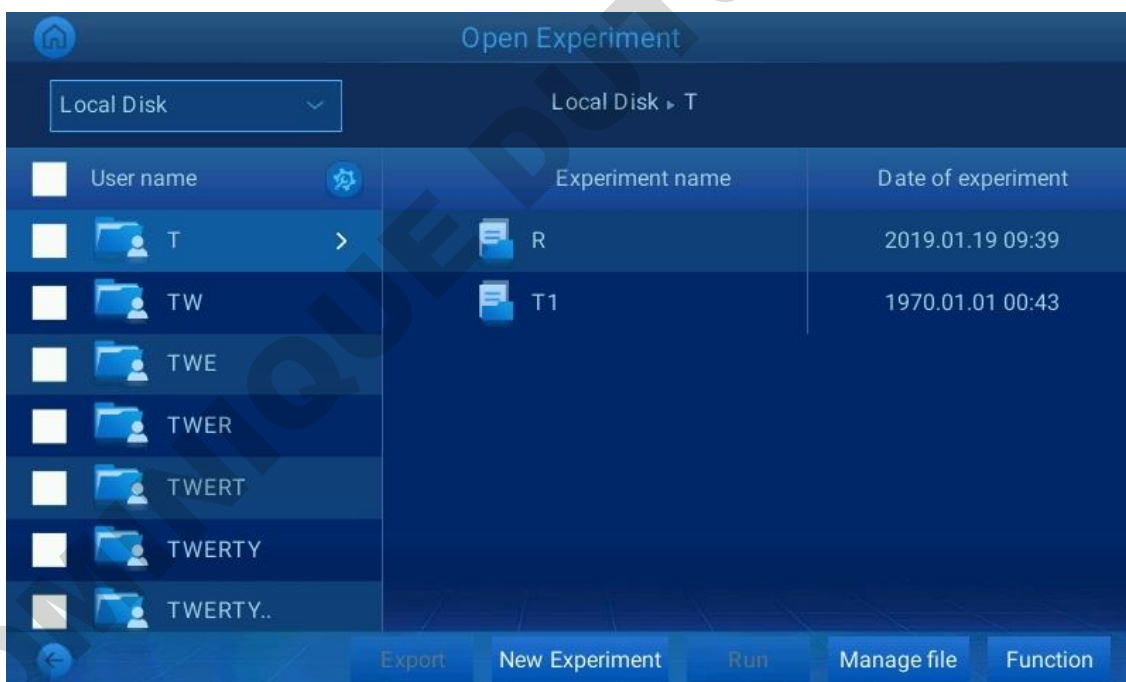 Open Experiment
Local Disk
Local Disk ▸ T
User name
Experiment name
Date of experiment
T
R
2019.01.19 09:39
TW
T1
1970.01.01 00:43
TWE
TWER
TWERT
TWERTY
TWERTY..
Export
New Experiment
Run
Manage file
Function